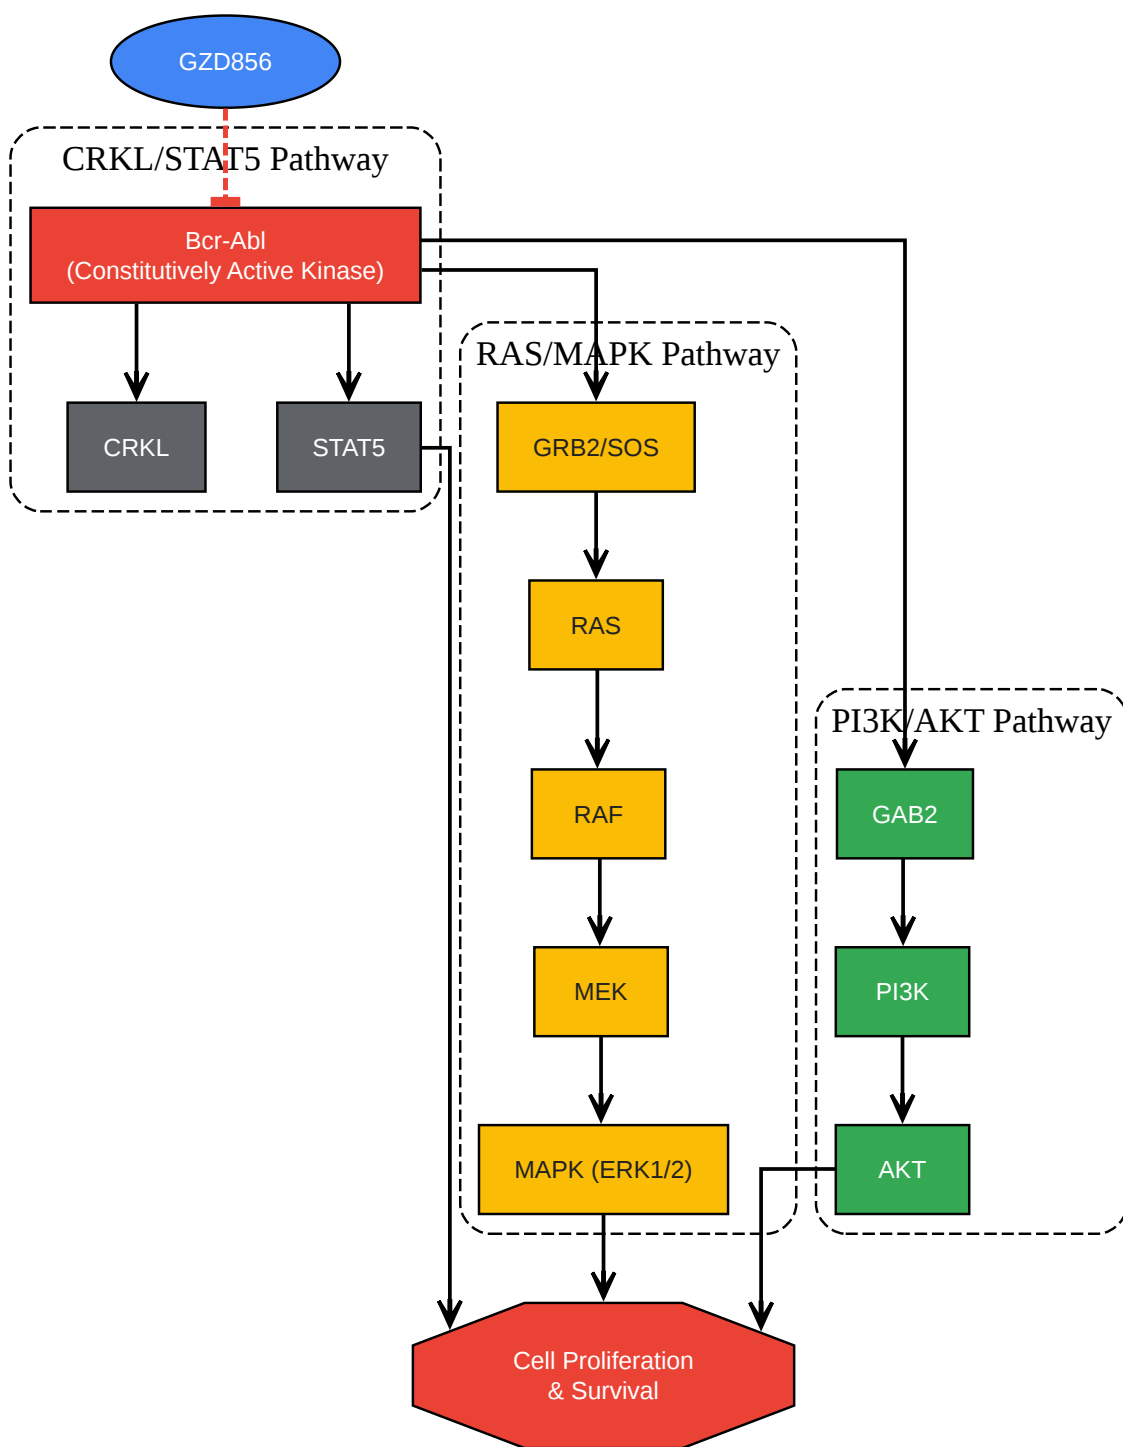 GZD856
CRKL/STAT5 Pathway
Bcr-Abl
(Constitutively Active Kinase)
CRKL
STAT5
RAS/MAPK Pathway
GRB2/SOS
RAS
RAF
MEK
MAPK (ERK1/2)
PI3K/AKT Pathway
GAB2
PI3K
AKT
Cell Proliferation
& Survival